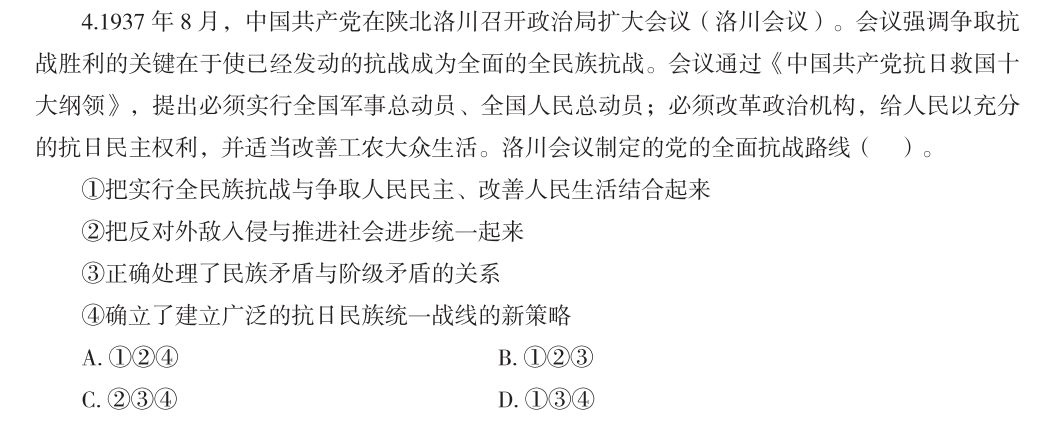 4.1937 年 8 月，中国共产党在陕北洛川召开政治局扩大会议（洛川会议）。会议强调争取抗
战胜利的关键在于使已经发动的抗战成为全面的全民族抗战。会议通过《中国共产党抗日救国十
大纲领》，提出必须实行全国军事总动员、全国人民总动员；必须改革政治机构，给人民以充分
的抗日民主权利，并适当改善工农大众生活。洛川会议制定的党的全面抗战路线（　）。
①把实行全民族抗战与争取人民民主、改善人民生活结合起来
②把反对外敌入侵与推进社会进步统一起来
③正确处理了民族矛盾与阶级矛盾的关系
④确立了建立广泛的抗日民族统一战线的新策略
A. ①②④　B. ①②③
C. ②③④　D. ①③④